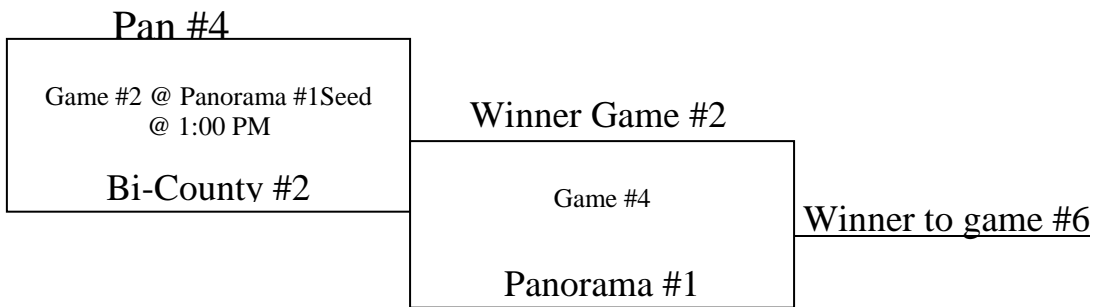 Pan #4
Game #2 @ Panorama #1Seed
@ 1:00 PM
Winner Game #2
Bi-County #2
Game #4
Winner to game #6
Panorama #1